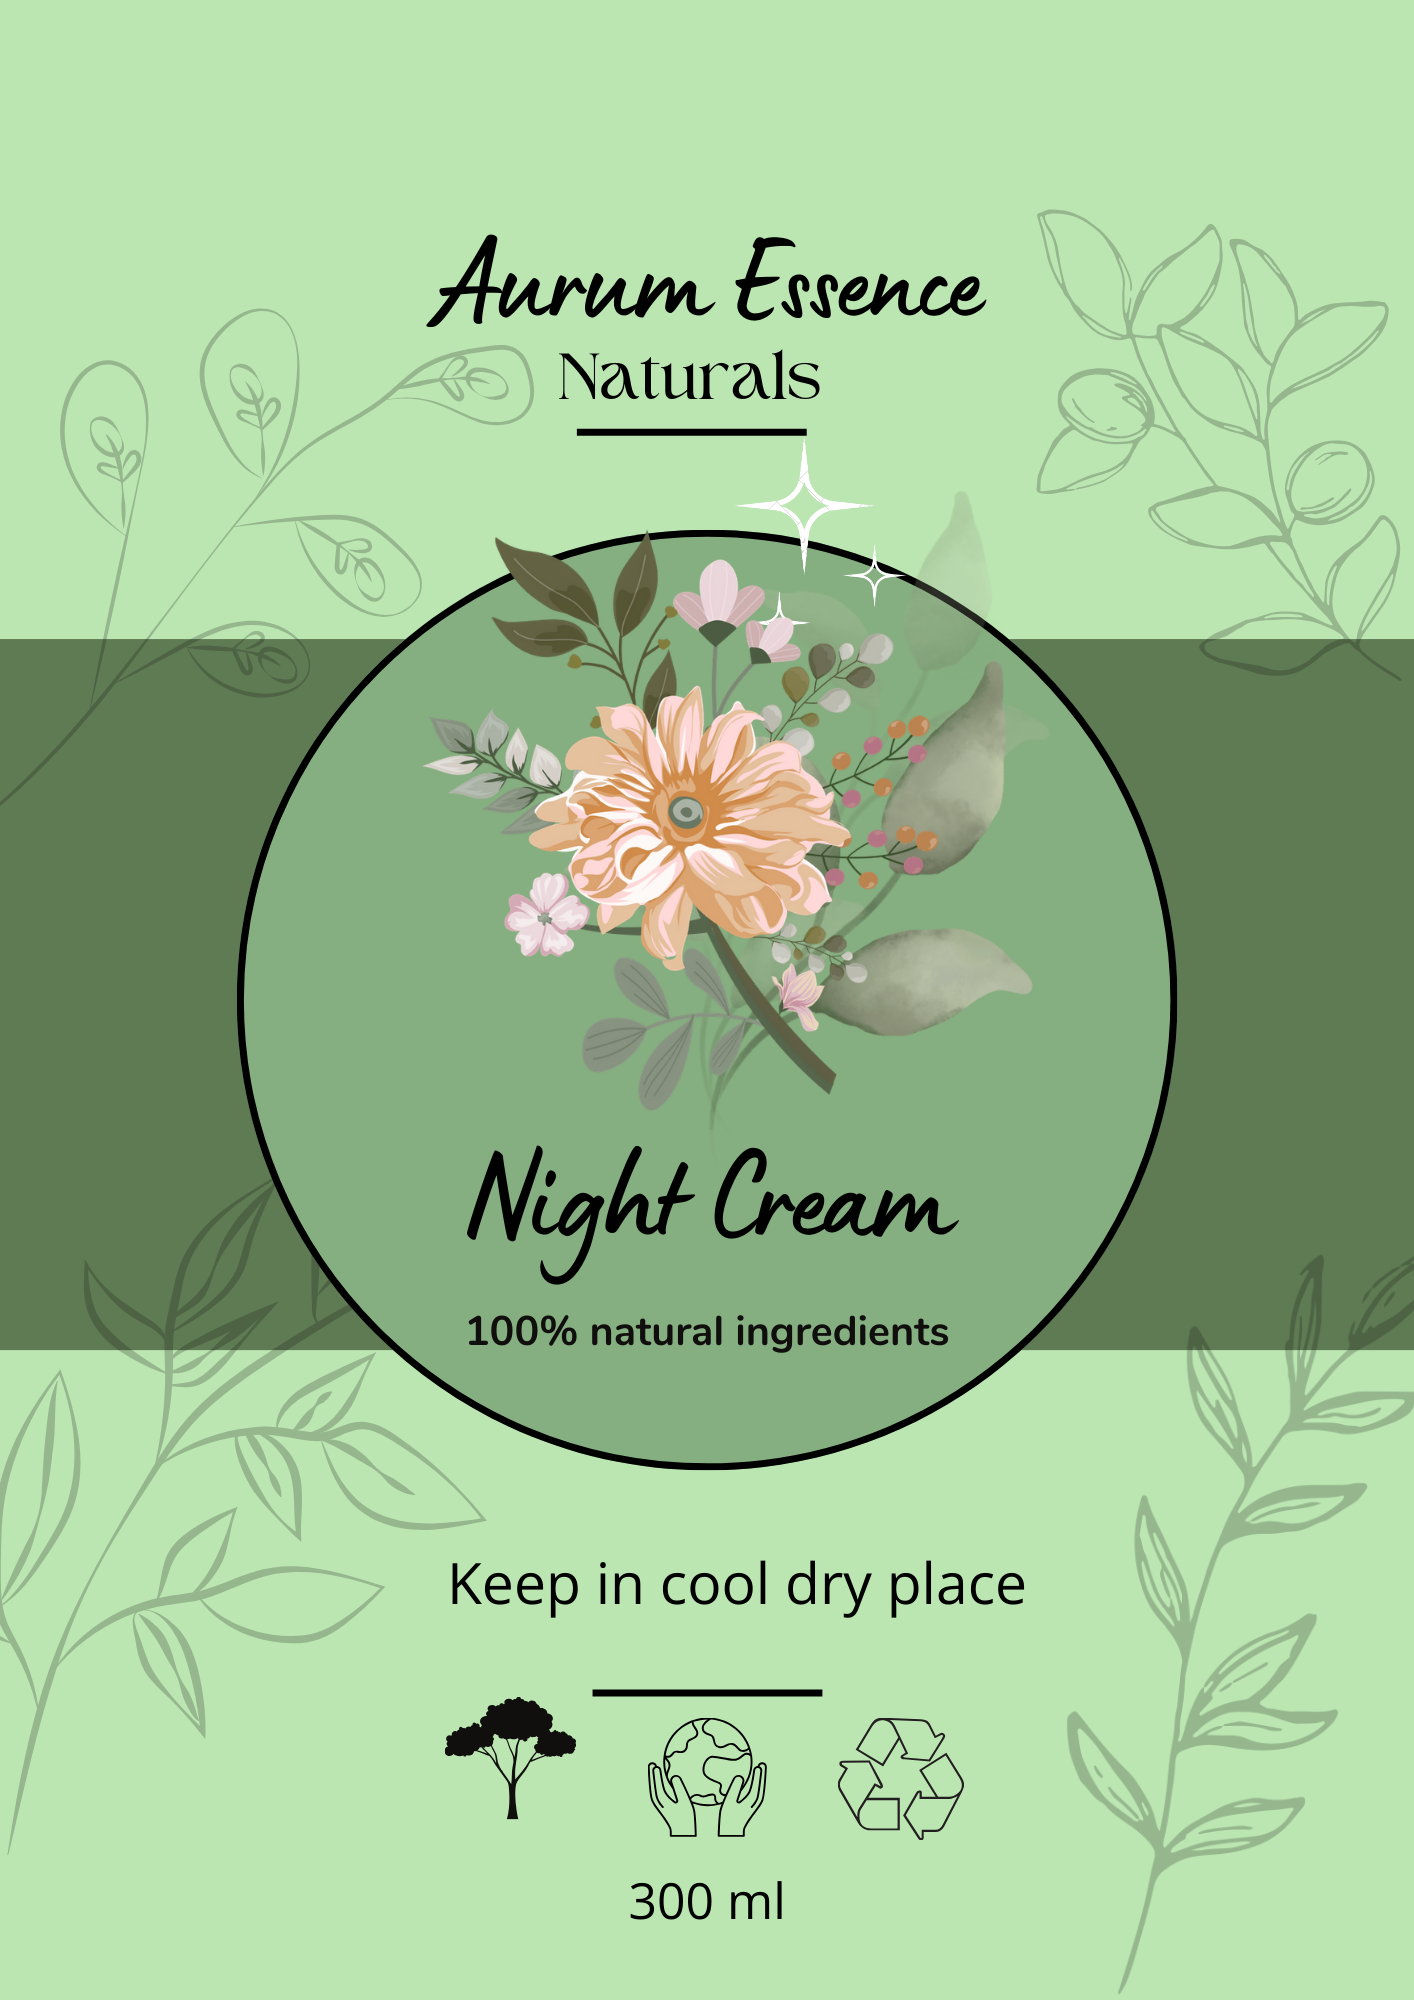 Aurum Essence
Naturals
Night Cream
100% natural ingredients
Keep in cool dry place
300 ml